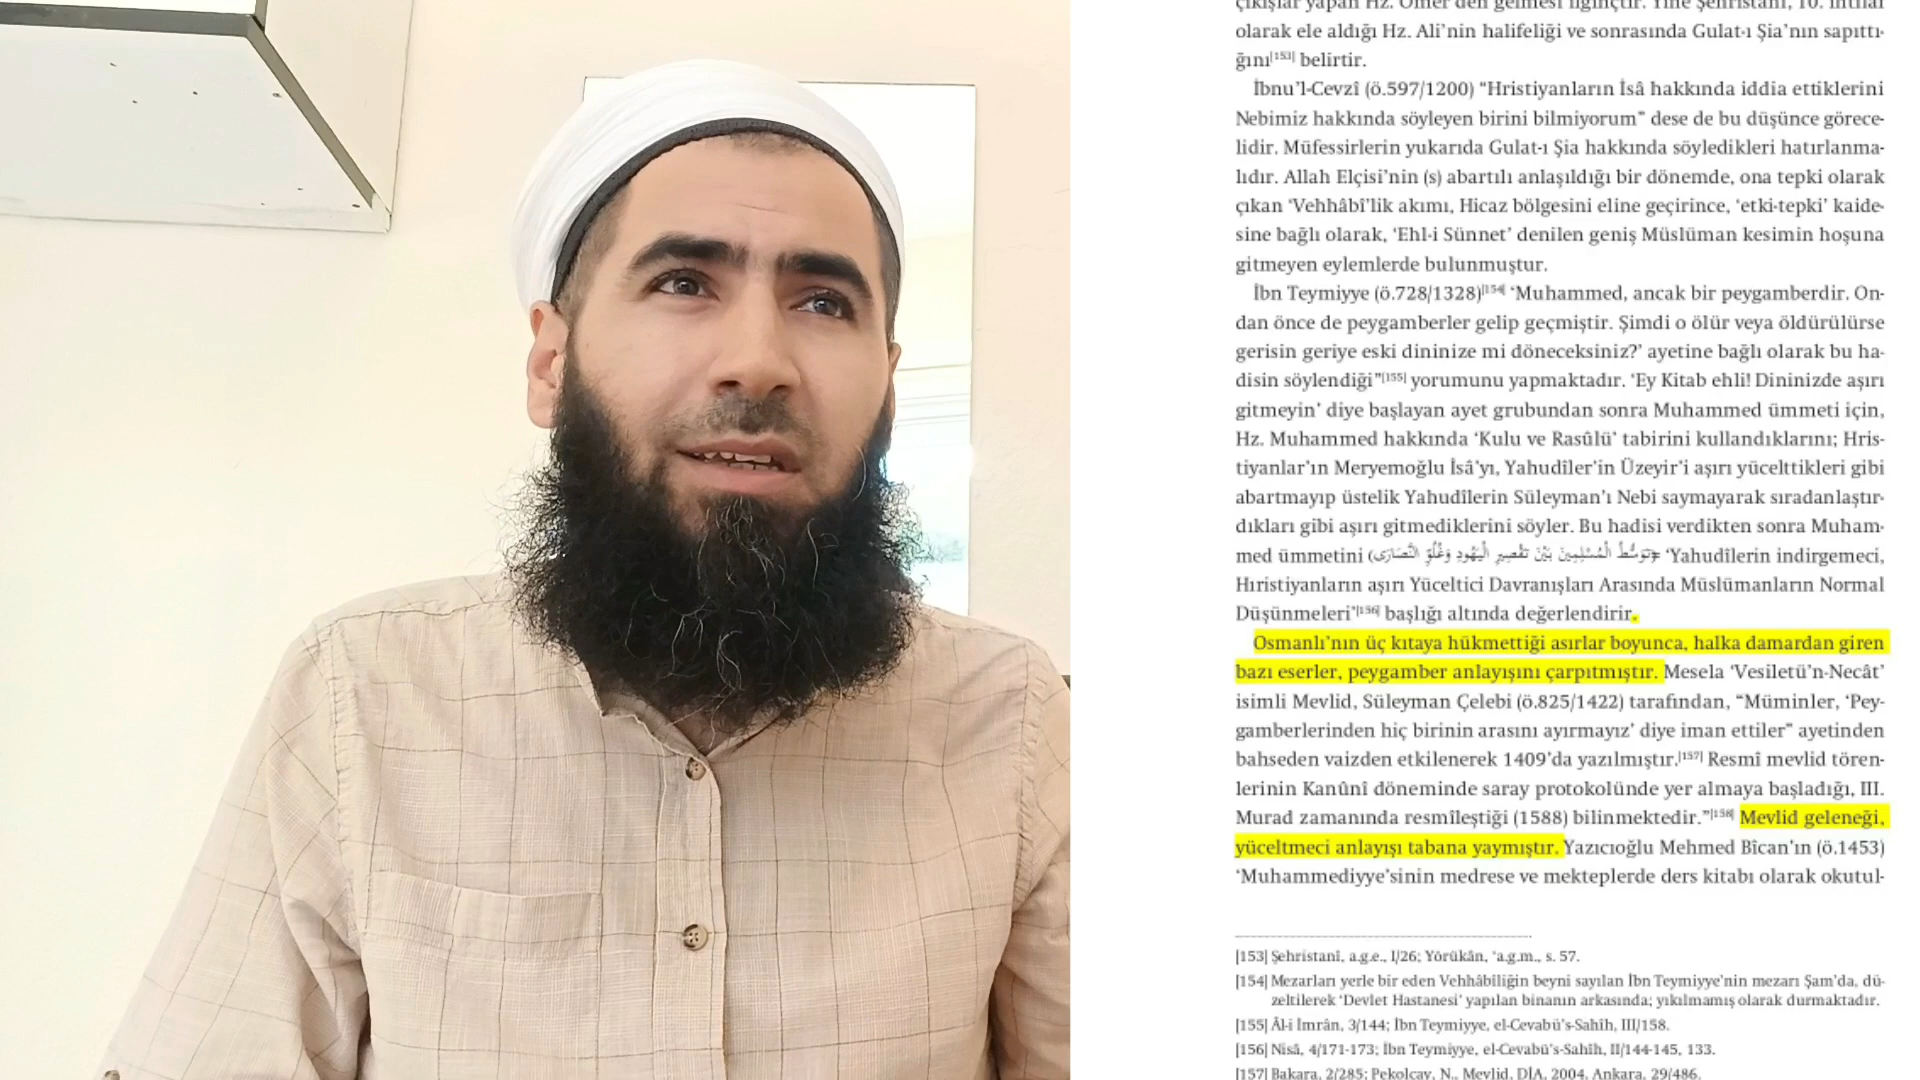 çıkışlar yapan Hz. Ömer'den gelmesi ilginçtir. Yine Şehristânî, 10. ihtilaf
olarak ele aldığı Hz. Ali'nin halifeliği ve sonrasında Gulat-ı Şia'nın sapıttı-
ğını[153] belirtir.
İbnu'l-Cevzî (ö.597/1200) “Hristiyanların İsâ hakkında iddia ettiklerini
Nebimiz hakkında söyleyen birini bilmiyorum” dese de bu düşünce görece-
lidir. Müfessirlerin yukarıda Gulat-ı Şia hakkında söyledikleri hatırlanma-
lıdır. Allah Elçisi'nin (s) abartılı anlaşıldığı bir dönemde, ona tepki olarak
çıkan ‘Vehhâbî'lik akımı, Hicaz bölgesini eline geçirince, ‘etki-tepki’ kaide-
sine bağlı olarak, ‘Ehl-i Sünnet’ denilen geniş Müslüman kesimin hoşuna
gitmeyen eylemlerde bulunmuştur.
İbn Teymiyye (ö.728/1328)[154] ‘Muhammed, ancak bir peygamberdir. On-
dan önce de peygamberler gelip geçmiştir. Şimdi o ölür veya öldürülürse
gerisin geriye eski dininize mi döneceksiniz?’ ayetine bağlı olarak bu ha-
disin söylendiği”[155] yorumunu yapmaktadır. ‘Ey Kitab ehli! Dininizde aşırı
gitmeyin’ diye başlayan ayet grubundan sonra Muhammed ümmeti için,
Hz. Muhammed hakkında ‘Kulu ve Rasûlü’ tabirini kullandıklarını; Hris-
tiyanlar'ın Meryemoğlu İsâ'yı, Yahudîler'in Üzeyir'i aşırı yücelttikleri gibi
abartmayıp üstelik Yahudîlerin Süleyman'ı Nebi saymayarak sıradanlaştır-
dıkları gibi aşırı gitmediklerini söyler. Bu hadisi verdikten sonra Muham-
med ümmetini (تَوَسُّطُ الْمُسْلِمِينَ بَيْنَ تَقْصِيرِ الْيَهُودِ وَغُلُوِّ النَّصَارَى) ‘Yahudîlerin indirgemeci,
Hıristiyanların aşırı Yüceltici Davranışları Arasında Müslümanların Normal
Düşünmeleri’[156] başlığı altında değerlendirir.
Osmanlı'nın üç kıtaya hükmettiği asırlar boyunca, halka damardan giren
bazı eserler, peygamber anlayışını çarpıtmıştır. Mesela ‘Vesiletü'n-Necât’
isimli Mevlid, Süleyman Çelebi (ö.825/1422) tarafından, “Müminler, ‘Pey-
gamberlerinden hiç birinin arasını ayırmayız’ diye iman ettiler” ayetinden
bahseden vaizden etkilenerek 1409'da yazılmıştır.[157] Resmî mevlid tören-
lerinin Kanûnî döneminde saray protokolünde yer almaya başladığı, III.
Murad zamanında resmîleştiği (1588) bilinmektedir.”[158] Mevlid geleneği,
yüceltmeci anlayışı tabana yaymıştır. Yazıcıoğlu Mehmed Bîcan'ın (ö.1453)
‘Muhammediyye'sinin medrese ve mekteplerde ders kitabı olarak okutul-
[153] Şehristanî, a.g.e., I/26; Yörükân, ‘a.g.m., s. 57.
[154] Mezarları yerle bir eden Vehhâbîliğin beyni sayılan İbn Teymiyye'nin mezarı Şam'da, dü-
zeltilerek ‘Devlet Hastanesi’ yapılan binanın arkasında; yıkılmamış olarak durmaktadır.
[155] Âl-i İmrân, 3/144; İbn Teymiyye, el-Cevabü's-Sahîh, III/158.
[156] Nisâ, 4/171-173; İbn Teymiyye, el-Cevabü's-Sahîh, II/144-145, 133.
[157] Bakara, 2/285; Pekolcay, N., Mevlid, DİA, 2004, Ankara, 29/486.